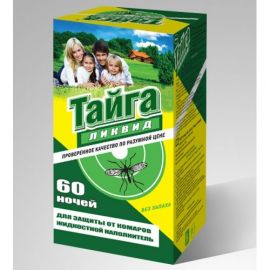 Тайга
ЛИКВИД
ПРОВЕРЕННОЕ КАЧЕСТВО ПО РАЗУМНОЙ ЦЕНЕ
60
НОЧЕЙ
БЕЗ ЗАПАХА
ДЛЯ ЗАЩИТЫ ОТ КОМАРОВ
ЖИДКОСТНОЙ НАПОЛНИТЕЛЬ